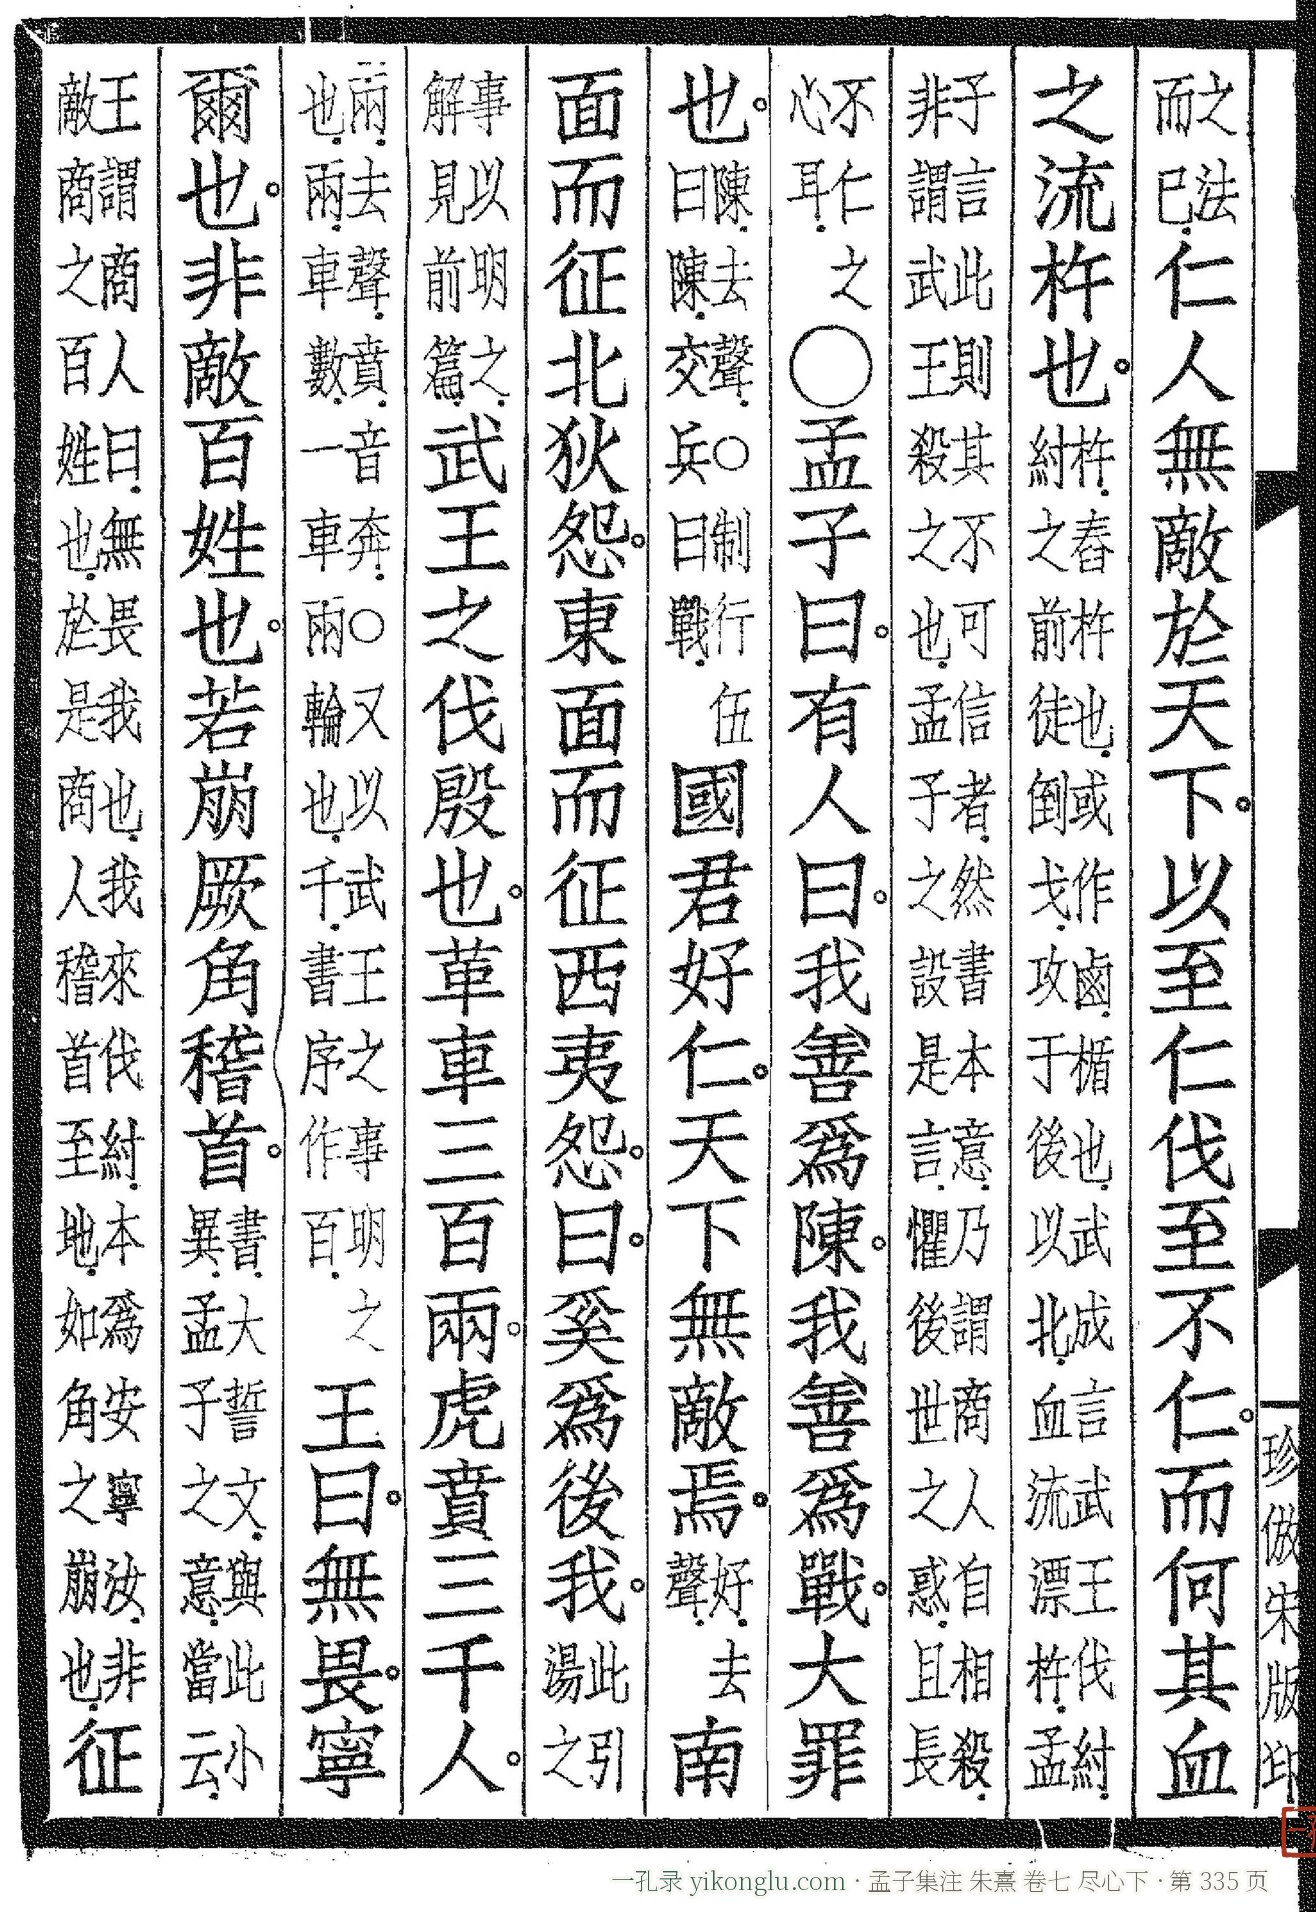 之法而已。仁人無敵於天下。以至仁伐至不仁。而何其血
之流杵也。杵。舂杵也。或作鹵。楯也。武成言武王伐紂。紂之前徒倒戈。攻于後以北。血流漂杵。孟
子言此則其不可信者。然書本意。乃謂商人自相殺。非謂武王殺之也。孟子之設是言。懼後世之惑。且長
不仁之心耳。○孟子曰。有人曰。我善爲陳。我善爲戰。大罪
也。陳。去聲。○制行伍曰陳。交兵曰戰。國君好仁。天下無敵焉。好。去聲。南
面而征北狄怨。東面而征西夷怨。曰。奚爲後我。此引湯之
事以明之。解見前篇。武王之伐殷也。革車三百兩。虎賁三千人。
兩。去聲。賁。音奔。○又以武王之事明之也。兩。車數。一車兩輪也。千。書序作百。王曰。無畏。寧
爾也。非敵百姓也。若崩厥角稽首。書。大誓文。與此小異。孟子之意。當云。
王謂商人曰。無畏我也。我來伐紂。本爲安寧汝。非敵商之百姓也。於是商人稽首至地。如角之崩也。征
珍倣宋版印
一孔录 yikonglu.com · 孟子集注 朱熹 卷七 尽心下 · 第 335 页